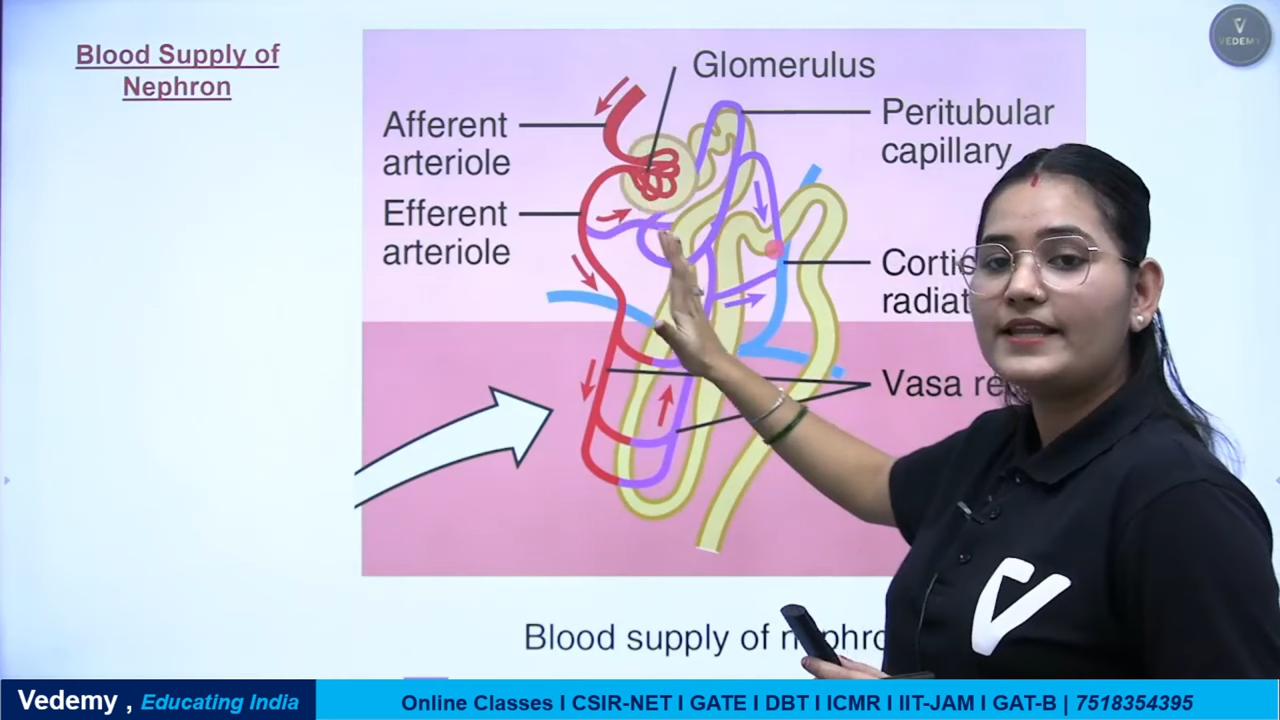 Blood Supply of
Nephron
VEDEMY
Glomerulus
Afferent
arteriole
Peritubular
capillary
Efferent
arteriole
Vasa
Blood supply of
Vedemy , Educating India
Online Classes I CSIR-NET I GATE I DBT I ICMR I IIT-JAM I GAT-B | 7518354395